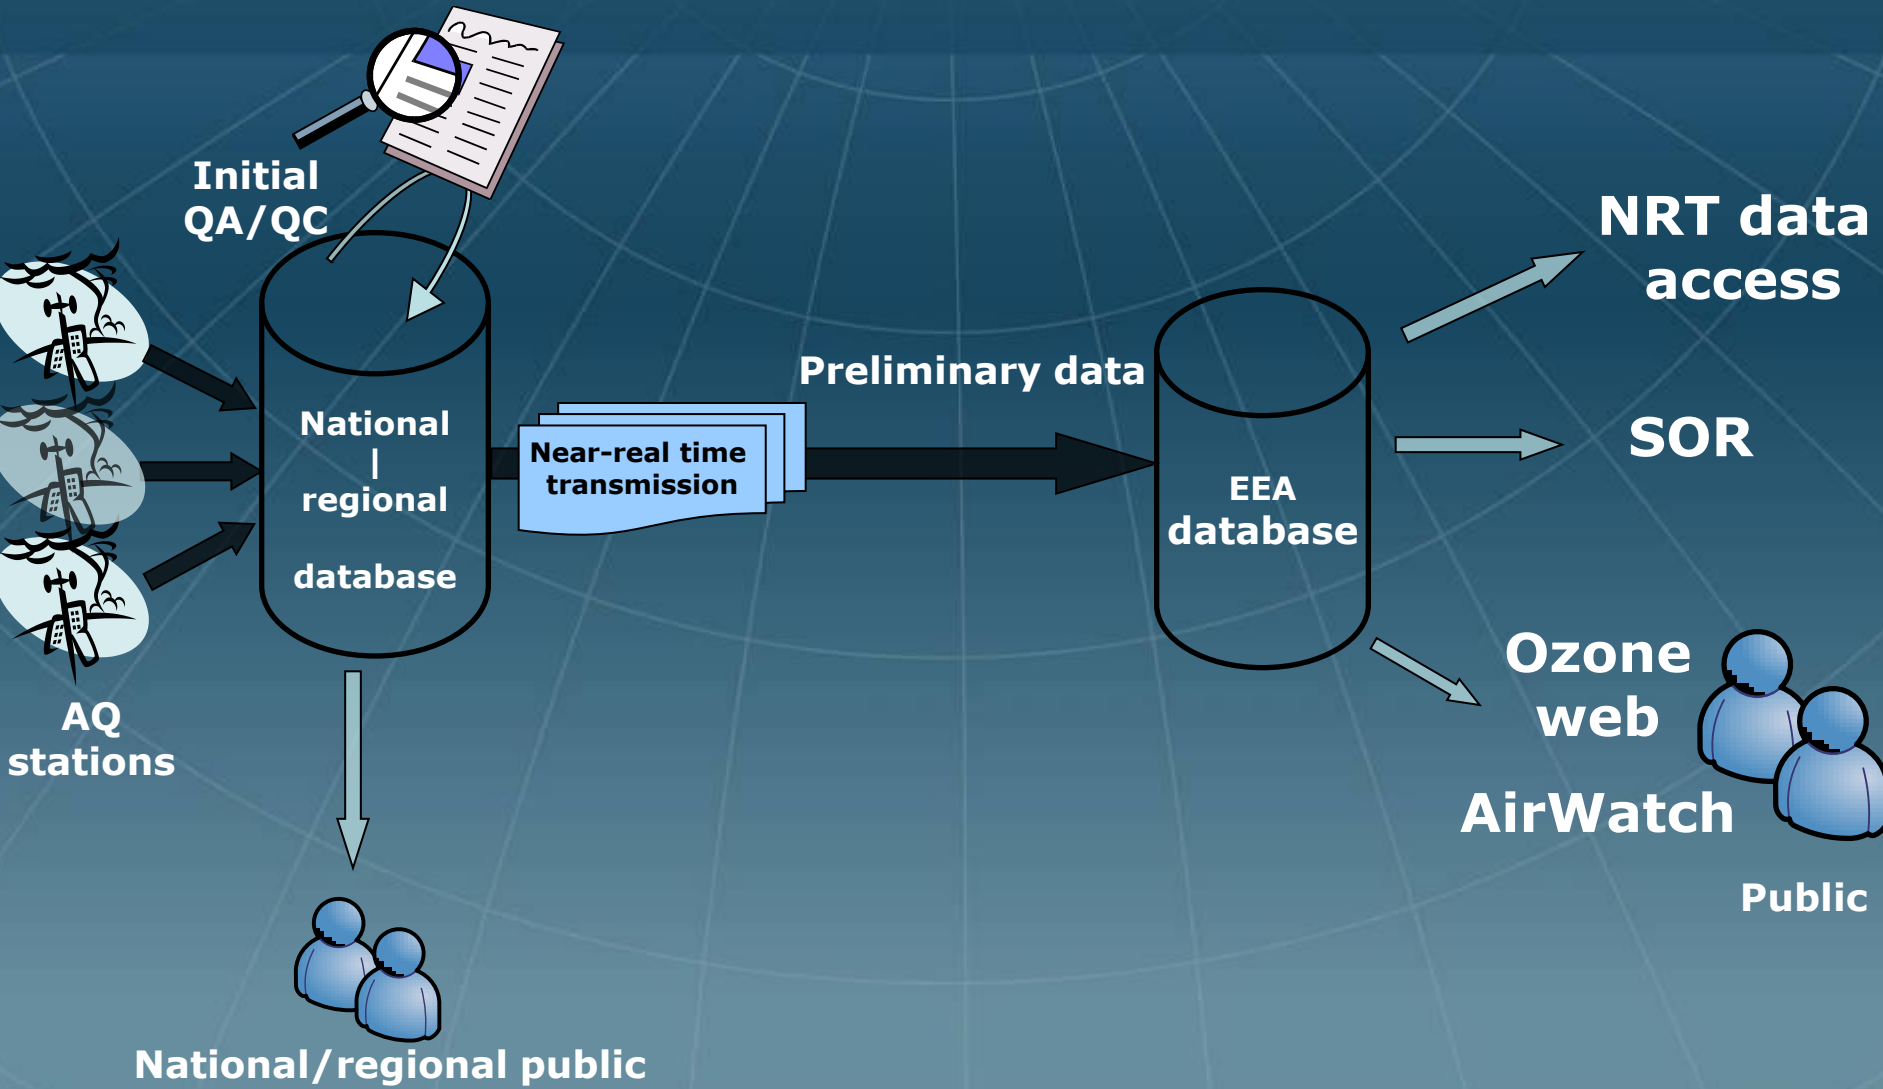 Initial
QA/QC
AQ
stations
National
|
regional
database
Near-real time
transmission
Preliminary data
EEA
database
NRT data
access
SOR
Ozone
web
AirWatch
Public
National/regional public